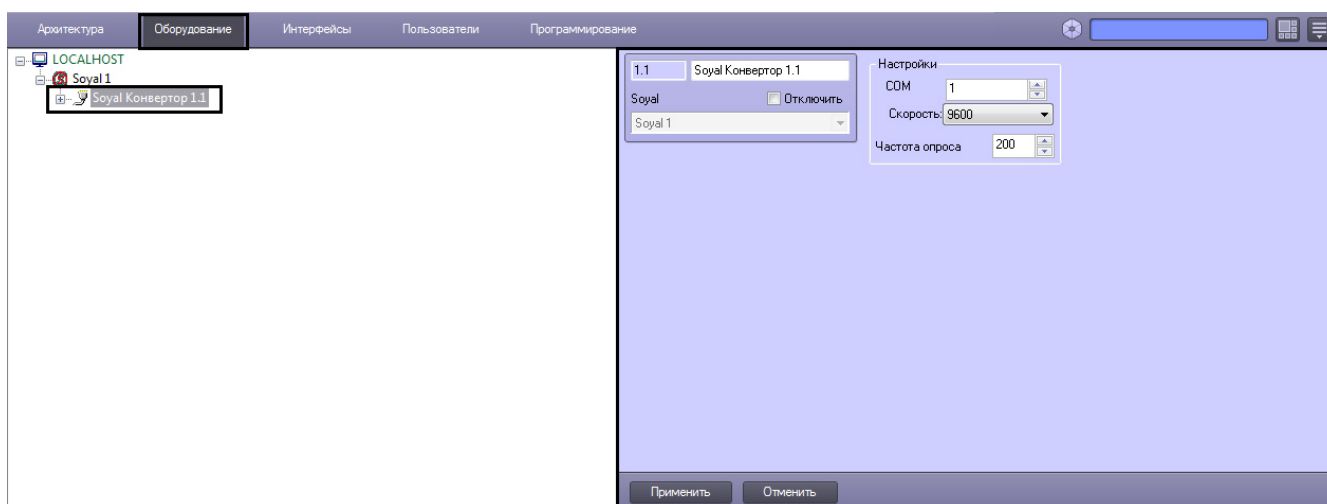 Архитектура Оборудование Интерфейсы Пользователи Программирование
LOCALHOST
Soyal 1
Soyal Конвертор 1.1
1.1 Soyal Конвертор 1.1
Soyal Отключить
Soyal 1
Настройки
COM 1
Скорость: 9600
Частота опроса 200
Применить Отменить